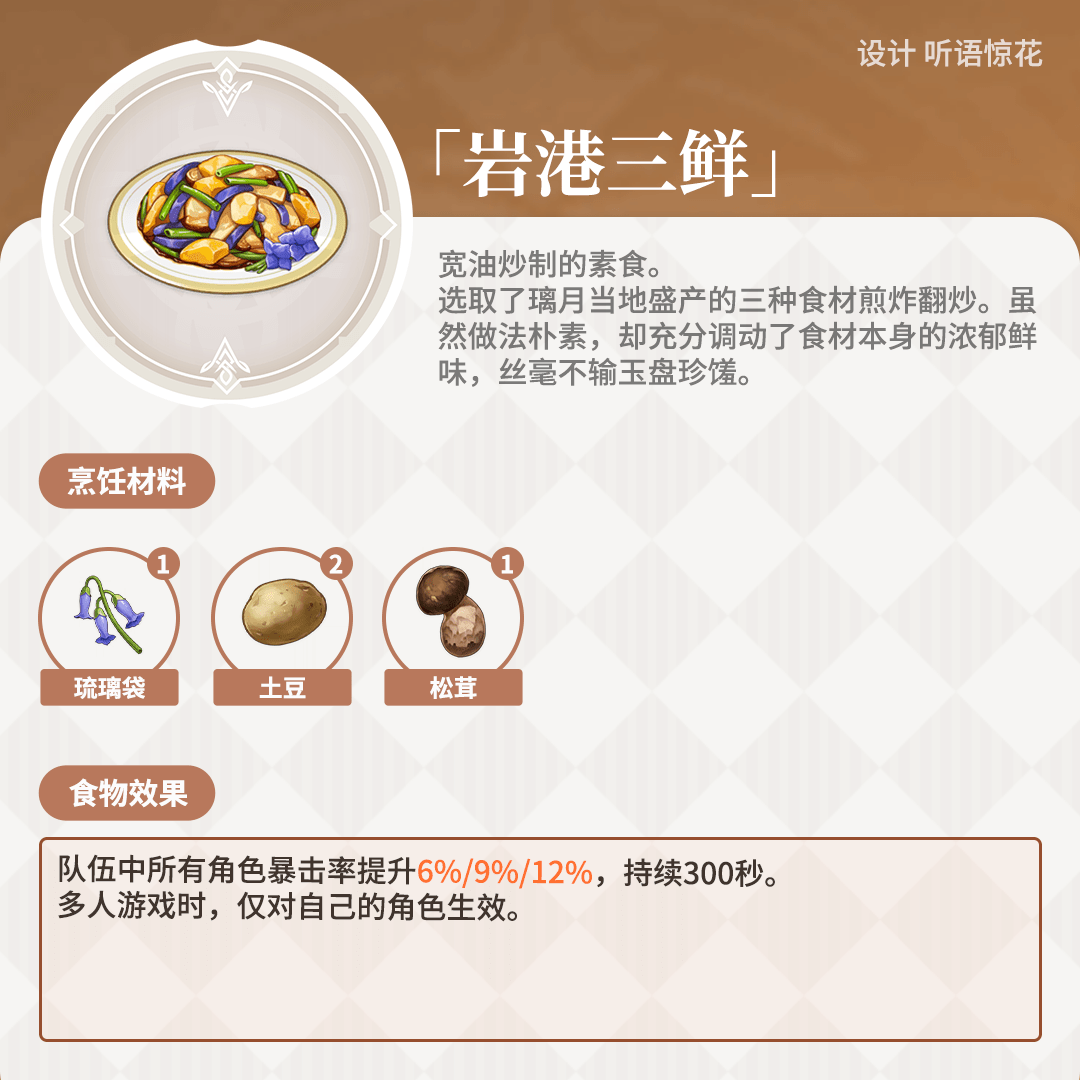 设计 听语惊花
「岩港三鲜」
宽油炒制的素食。
选取了璃月当地盛产的三种食材煎炸翻炒。虽
然做法朴素，却充分调动了食材本身的浓郁鲜
味，丝毫不输玉盘珍馐。
烹饪材料
1
2
1
琉璃袋
土豆
松茸
食物效果
队伍中所有角色暴击率提升6%/9%/12%，持续300秒。
多人游戏时，仅对自己的角色生效。